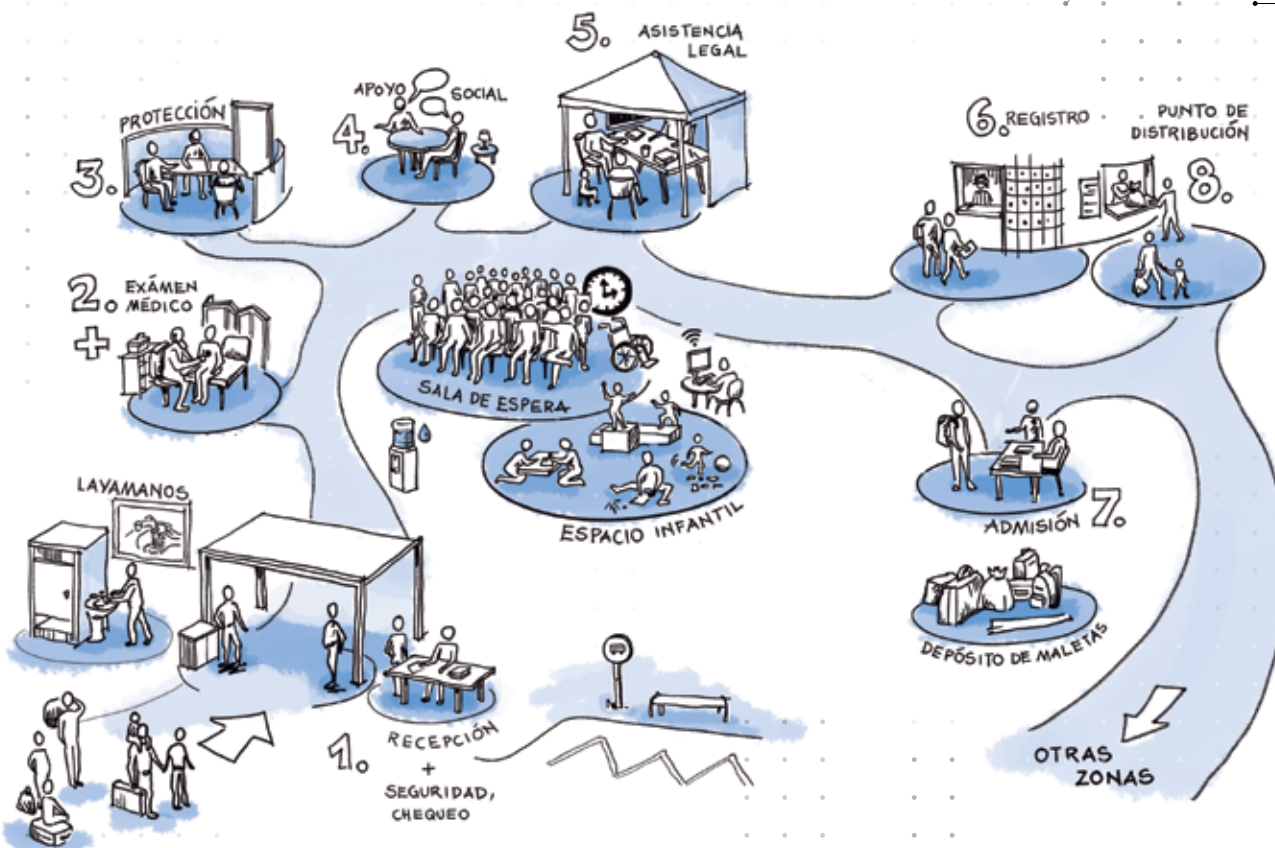 5. ASISTENCIA
LEGAL
APOYO SOCIAL
4.
PROTECCIÓN
3.
6. REGISTRO
PUNTO DE
DISTRIBUCIÓN
8.
2. EXÁMEN
MÉDICO
SALA DE ESPERA
ESPACIO INFANTIL
LAVAMANOS
ADMISIÓN 7.
DEPÓSITO DE MALETAS
1. RECEPCIÓN
+
SEGURIDAD,
CHEQUEO
OTRAS
ZONAS